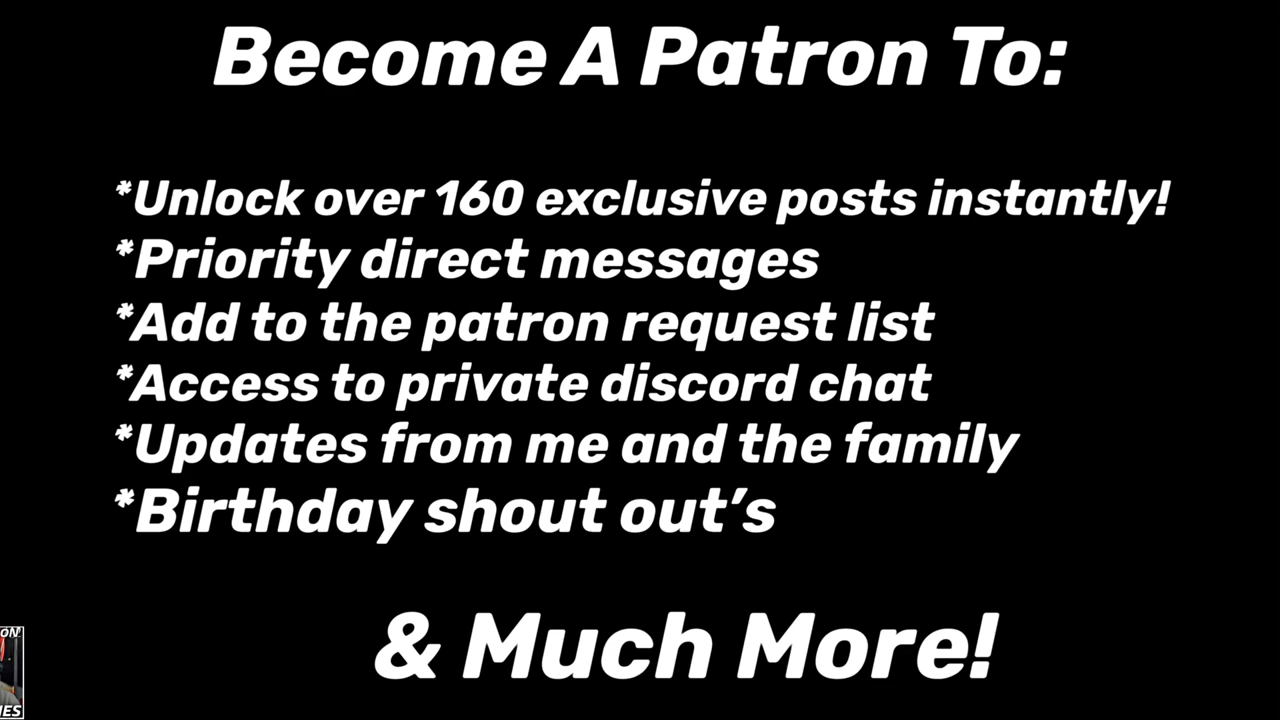 Become A Patron To:
*Unlock over 160 exclusive posts instantly!
*Priority direct messages
*Add to the patron request list
*Access to private discord chat
*Updates from me and the family
*Birthday shout out’s
& Much More!